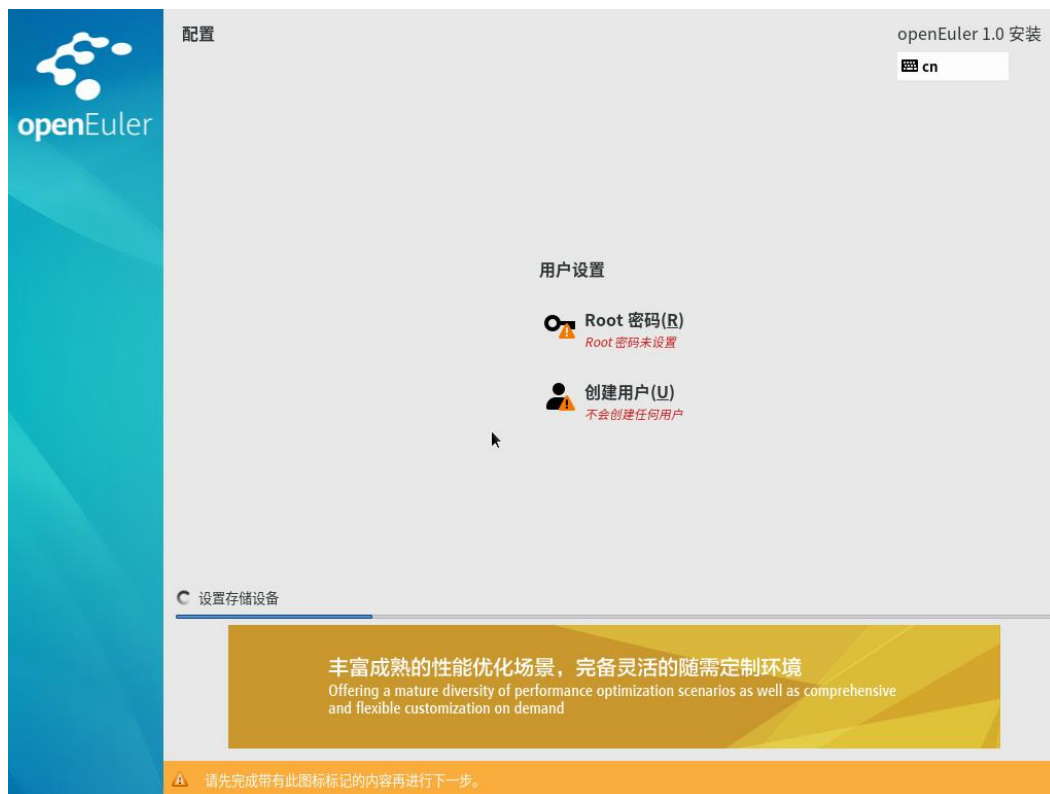 openEuler
配置
openEuler 1.0 安装
cn
用户设置
Root 密码(R)
Root 密码未设置
创建用户(U)
不会创建任何用户
设置存储设备
丰富成熟的性能优化场景，完备灵活的随需定制环境
Offering a mature diversity of performance optimization scenarios as well as comprehensive
and flexible customization on demand
请先完成带有此图标标记的内容再进行下一步。